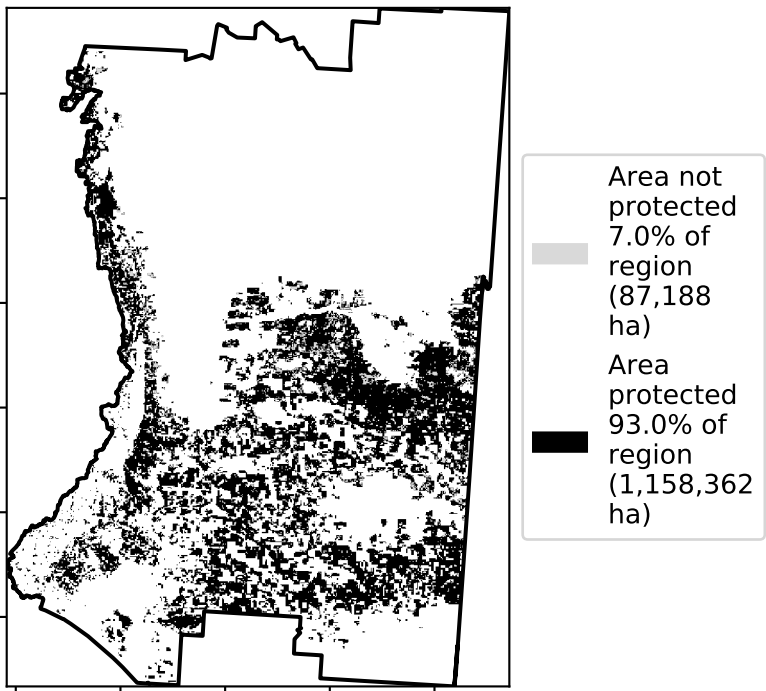 Area not
protected
7.0% of
region
(87,188
ha)
Area
protected
93.0% of
region
(1,158,362
ha)